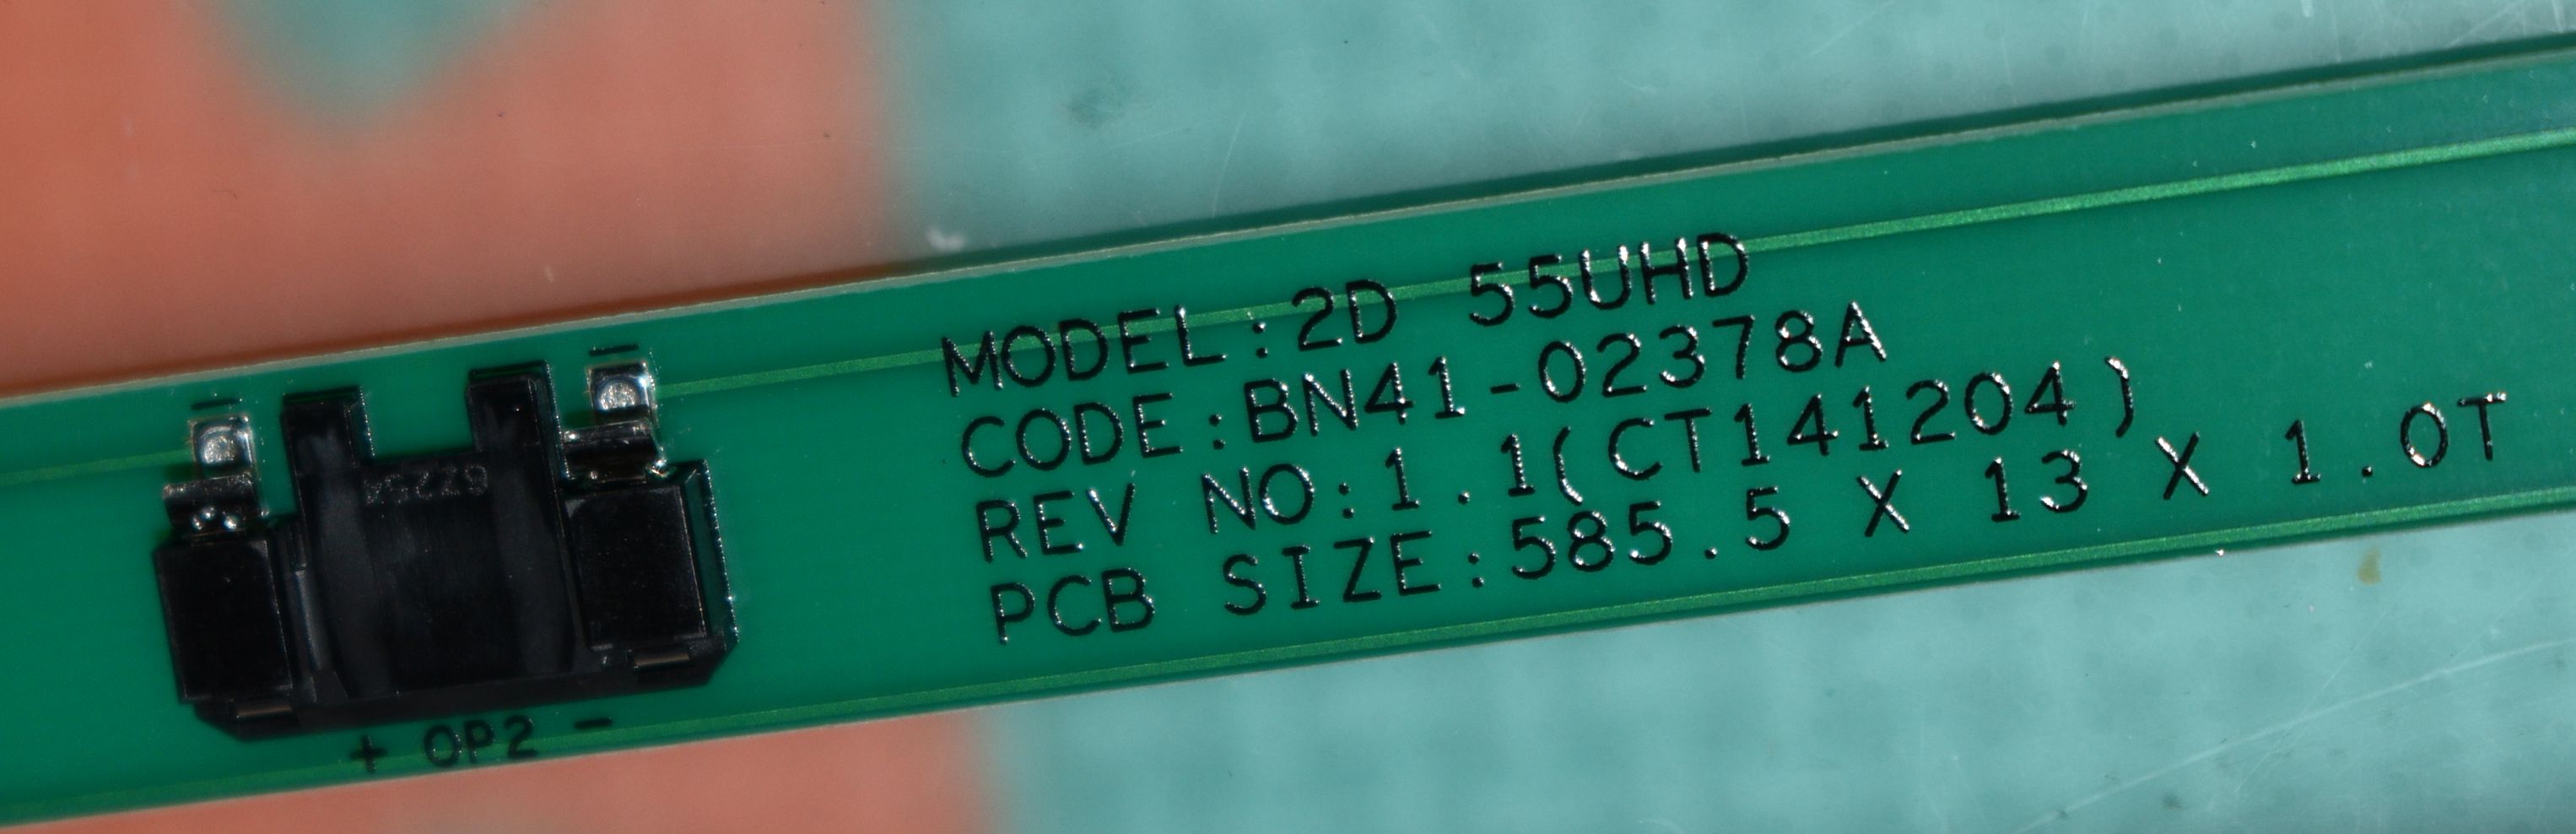 MODEL:2D 55UHD
CODE:BN41-02378A
REV NO:1.1(CT141204)
PCB SIZE:585.5 X 13 X 1.0T
+ OP2 -